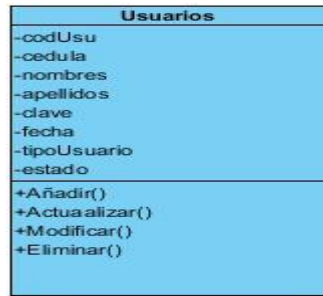 Usuarios
-codUsu
-cedula
-nombres
-apellidos
-clave
-fecha
-tipoUsuario
-estado
+Añadir()
+Actuaalizar()
+Modificar()
+Eliminar()